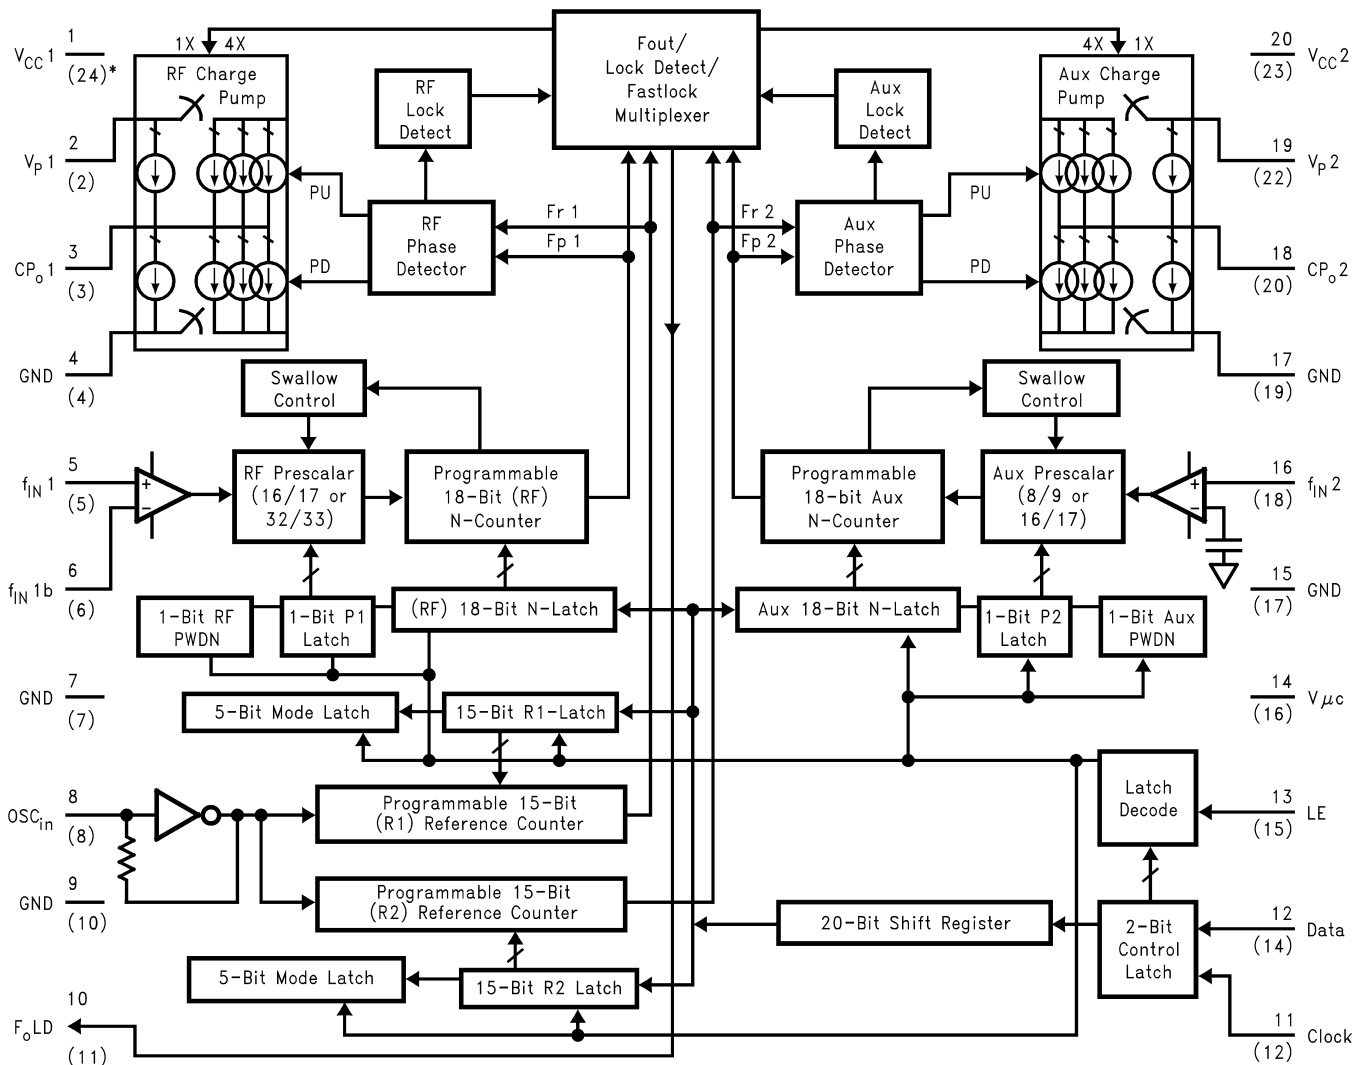 1
V_CC 1
(24)*
1X 4X
RF Charge
Pump
Fout/
Lock Detect/
Fastlock
Multiplexer
RF
Lock
Detect
Aux
Lock
Detect
4X 1X
Aux Charge
Pump
20
V_CC 2
(23)
2
V_P 1
(2)
19
V_P 2
(22)
PU
PD
RF
Phase
Detector
Fr 1
Fp 1
Fr 2
Fp 2
Aux
Phase
Detector
PU
PD
3
CP_o 1
(3)
18
CP_o 2
(20)
4
GND
(4)
17
GND
(19)
Swallow
Control
Swallow
Control
5
f_IN 1
(5)
RF Prescalar
(16/17 or
32/33)
Programmable
18-Bit (RF)
N-Counter
Programmable
18-bit Aux
N-Counter
Aux Prescalar
(8/9 or
16/17)
+
−
+
−
16
f_IN 2
(18)
6
f_IN 1b
(6)
15
GND
(17)
1-Bit RF
PWDN
1-Bit P1
Latch
(RF) 18-Bit N-Latch
Aux 18-Bit N-Latch
1-Bit P2
Latch
1-Bit Aux
PWDN
7
GND
(7)
14
Vμc
(16)
5-Bit Mode Latch
15-Bit R1-Latch
8
OSC_in
(8)
Programmable 15-Bit
(R1) Reference Counter
Latch
Decode
13
LE
(15)
9
GND
(10)
Programmable 15-Bit
(R2) Reference Counter
20-Bit Shift Register
2-Bit
Control
Latch
12
Data
(14)
5-Bit Mode Latch
15-Bit R2 Latch
10
F_oLD
(11)
11
Clock
(12)